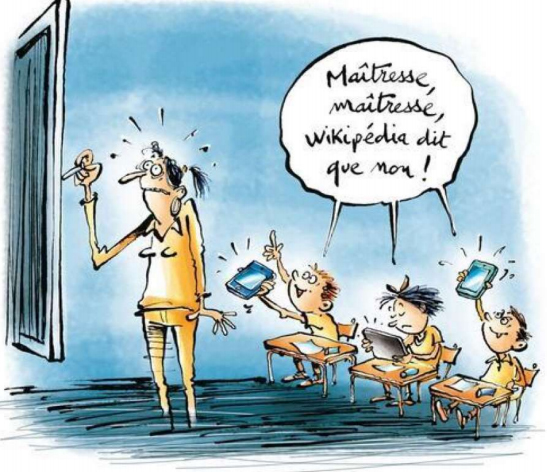 Maîtresse,
maîtresse,
Wikipédia dit
que non !